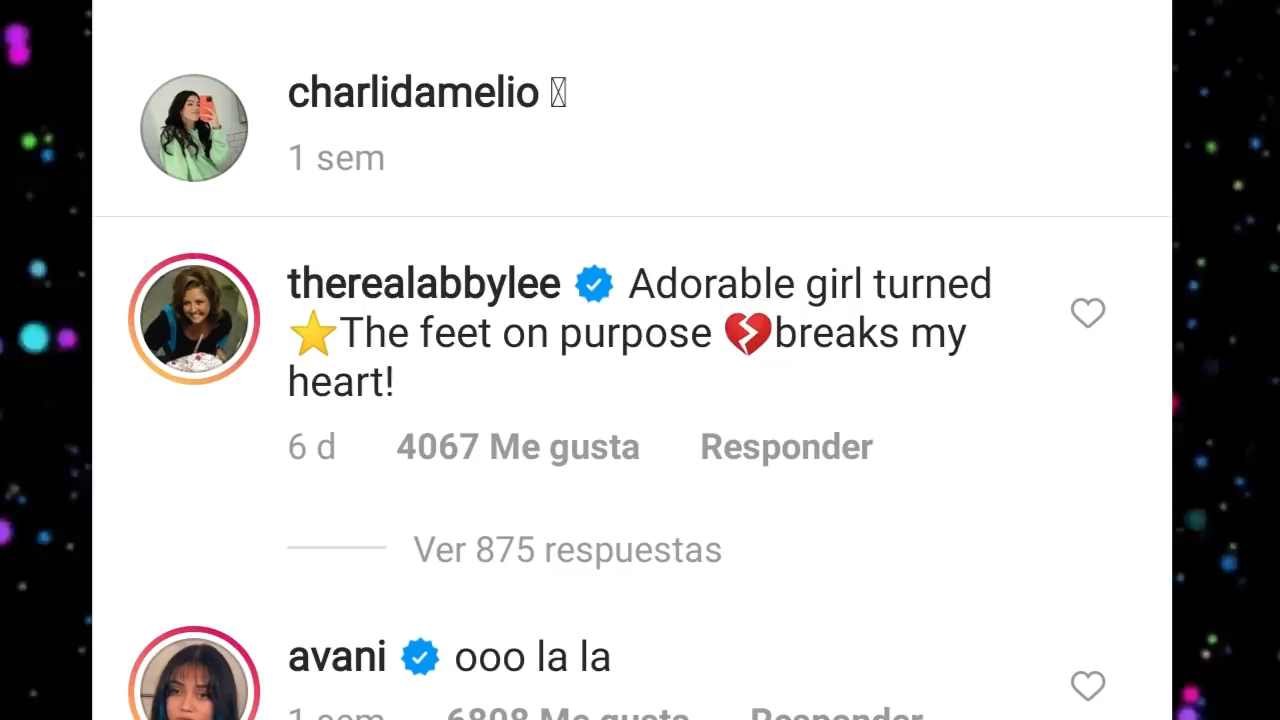 charlidamelio
1 sem
therealabbylee Adorable girl turned
⭐The feet on purpose 💔breaks my
heart!
6 d 4067 Me gusta Responder
Ver 875 respuestas
avani ooo la la
1 sem 6808 Me gusta Responder